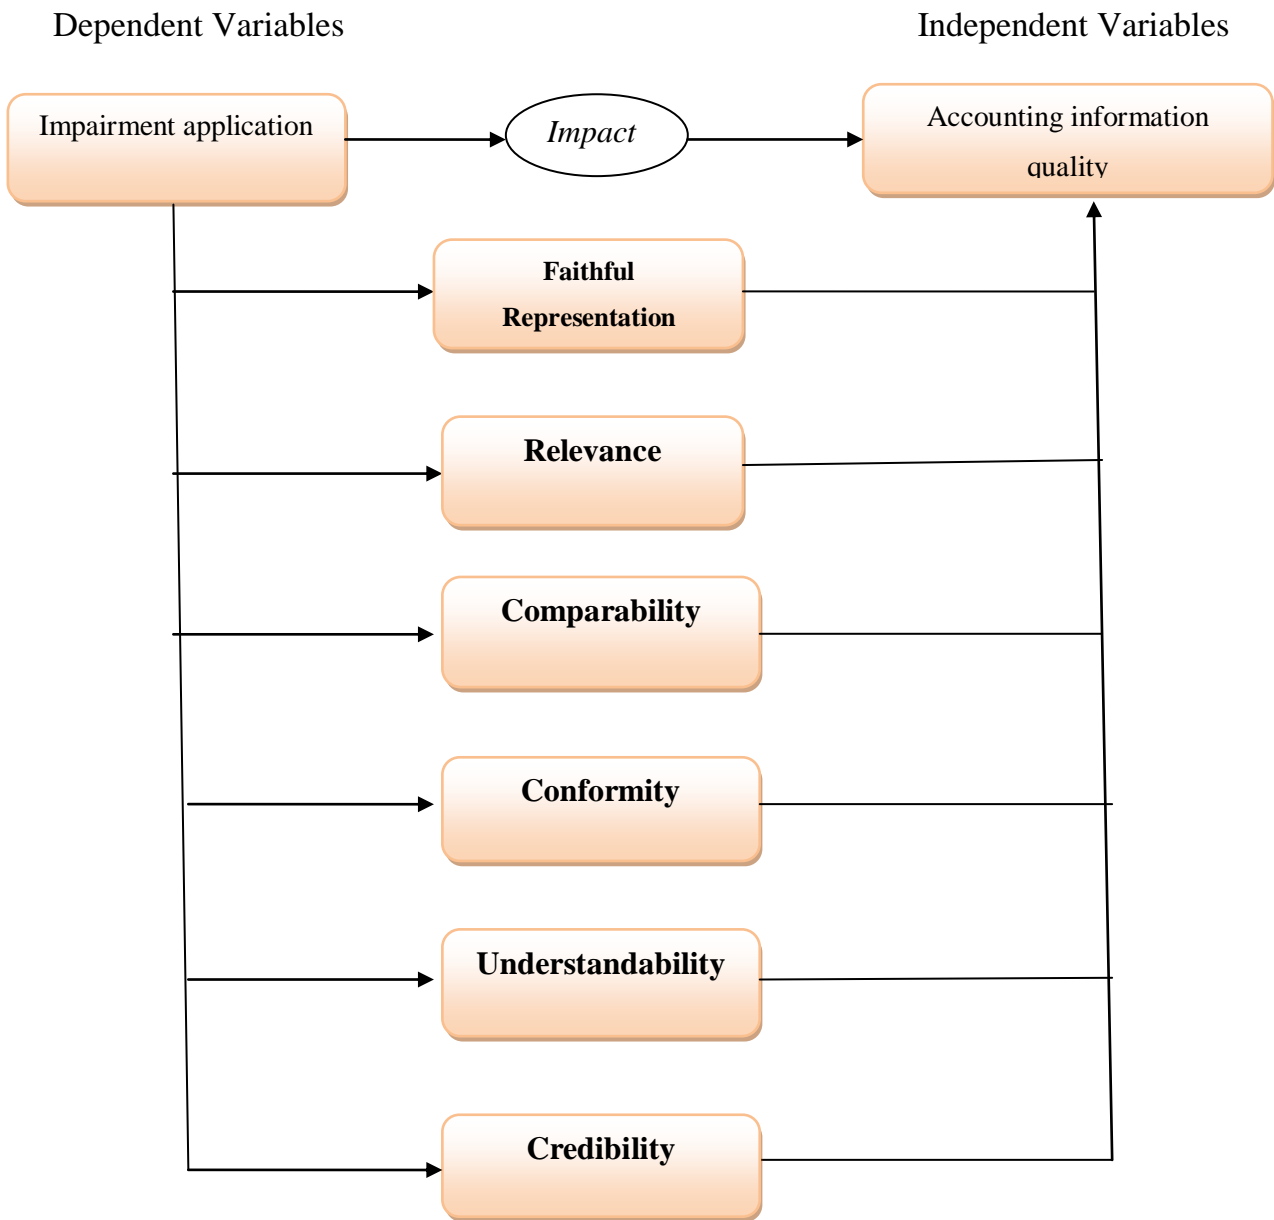 Dependent Variables
Independent Variables
Impairment application
Impact
Accounting information
quality
Faithful
Representation
Relevance
Comparability
Conformity
Understandability
Credibility